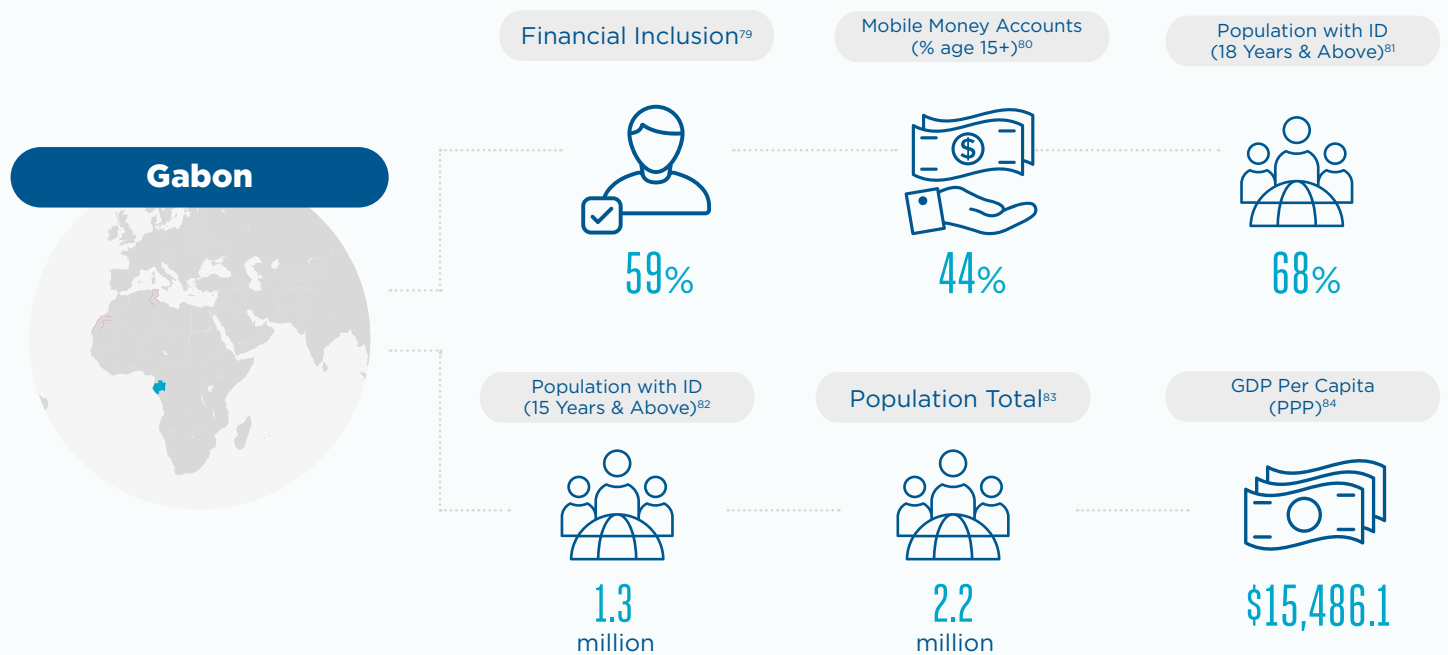 Gabon
Financial Inclusion79
59%
Mobile Money Accounts
(% age 15+)80
$
44%
Population with ID
(18 Years & Above)81
68%
Population with ID
(15 Years & Above)82
1.3
million
Population Total83
2.2
million
GDP Per Capita
(PPP)84
$15,486.1